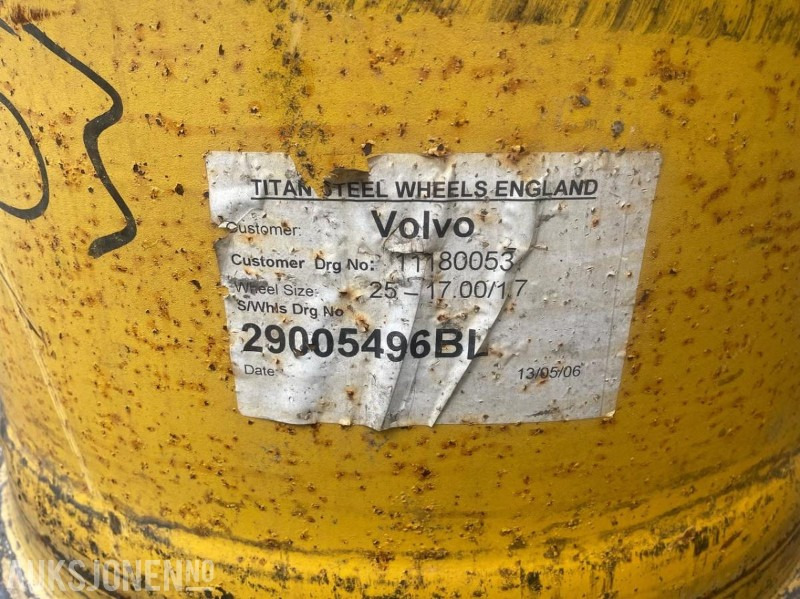 TITAN STEEL WHEELS ENGLAND
Customer: Volvo
Customer Drg No: 11180053
Wheel Size: 25 – 17.00/1.7
S/Whls Drg No
29005496BL
Date 13/05/06
AUKSJONEN.NO